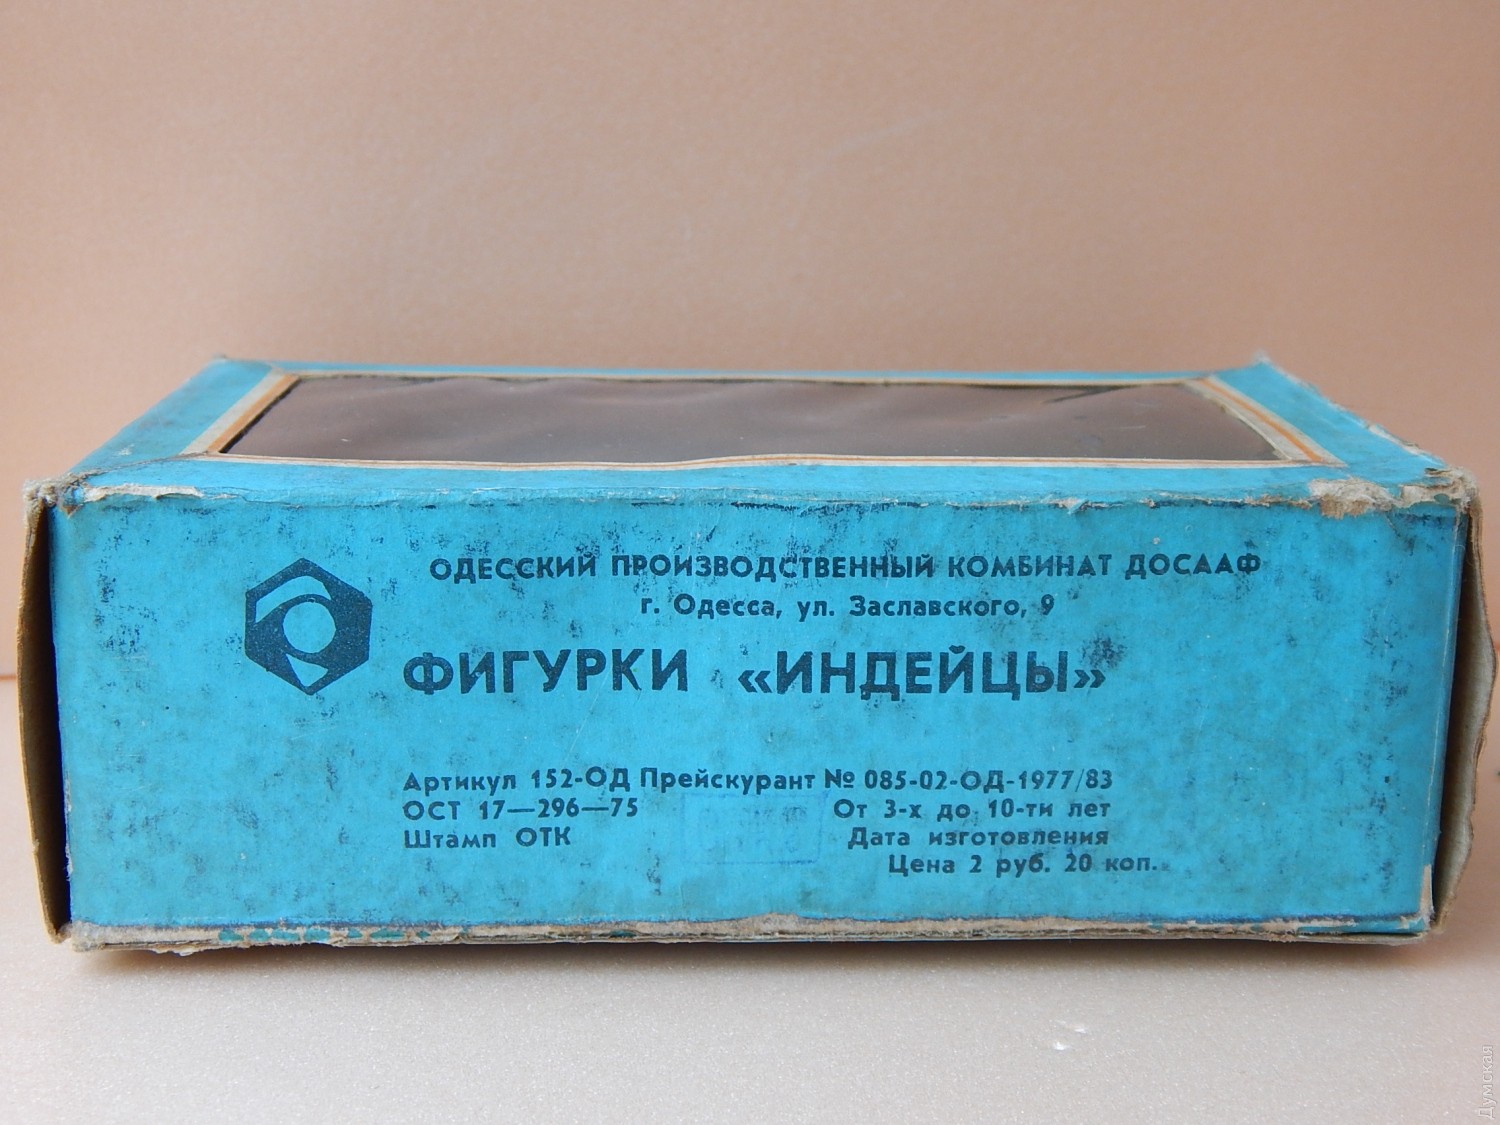 ОДЕССКИЙ ПРОИЗВОДСТВЕННЫЙ КОМБИНАТ ДОСААФ
г. Одесса, ул. Заславского, 9
ФИГУРКИ «ИНДЕЙЦЫ»
Артикул 152-ОД Прейскурант № 085-02-ОД-1977/83
ОСТ 17—296—75 От 3-х до 10-ти лет
Штамп ОТК Дата изготовления
Цена 2 руб. 20 коп.
Думская